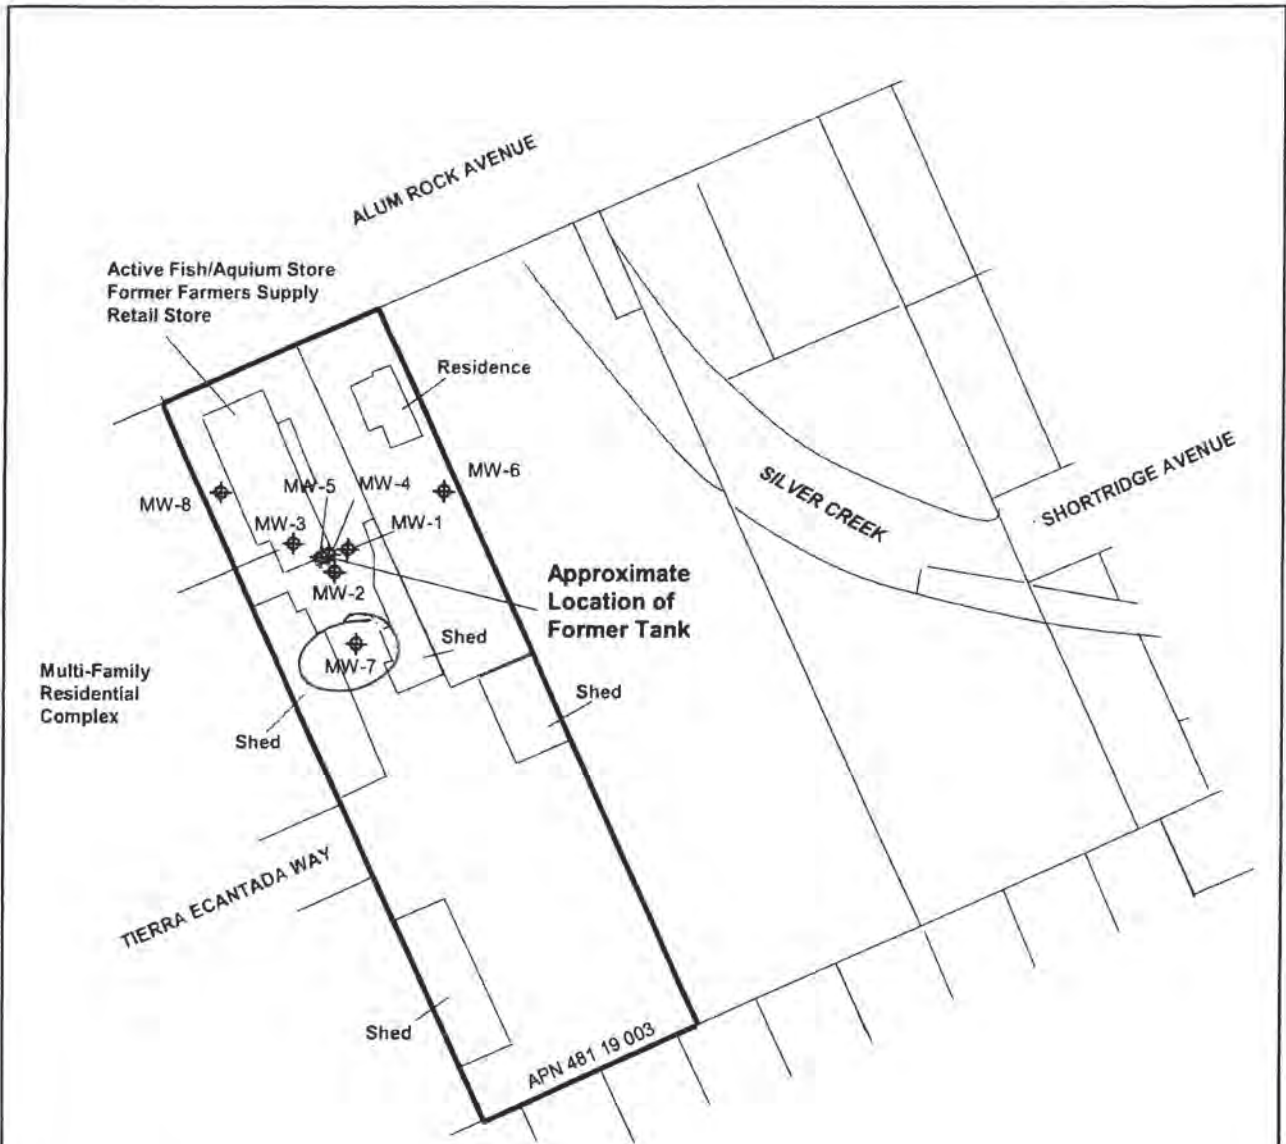 ALUM ROCK AVENUE
Active Fish/Aquium Store
Former Farmers Supply
Retail Store
Residence
MW-5
MW-4
MW-6
MW-8
MW-3
MW-1
MW-2
SILVER CREEK
SHORTRIDGE AVENUE
Approximate
Location of
Former Tank
Shed
MW-7
Multi-Family
Residential
Complex
Shed
Shed
TIERRA ECANTADA WAY
Shed
APN 481 19 003